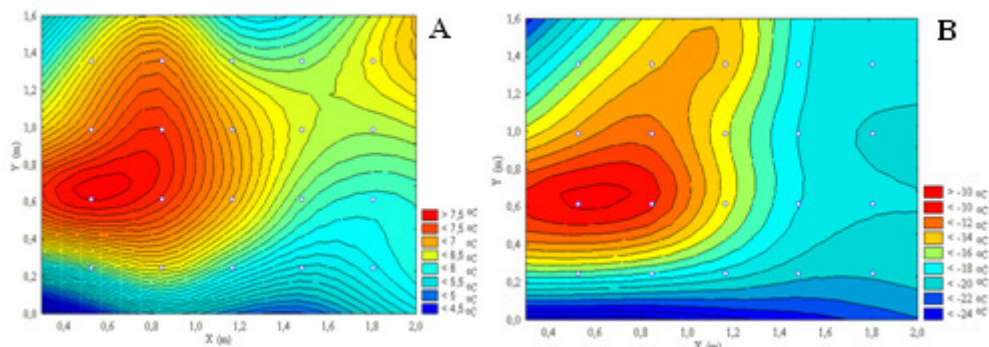 A
B
1,6
1,4
1,2
1,0
0,8
0,6
0,4
0,2
0,0
Y (m)
0,4 0,6 0,8 1,0 1,2 1,4 1,6 1,8 2,0
X (m)
> 7,5 ºC
< 7,5 ºC
< 7 ºC
< 6,5 ºC
< 6 ºC
< 5,5 ºC
< 5 ºC
< 4,5 ºC
1,6
1,4
1,2
1,0
0,8
0,6
0,4
0,2
0,0
Y (m)
0,4 0,6 0,8 1,0 1,2 1,4 1,6 1,8 2,0
> -10 ºC
< -10 ºC
< -12 ºC
< -14 ºC
< -16 ºC
< -18 ºC
< -20 ºC
< -22 ºC
< -24 ºC